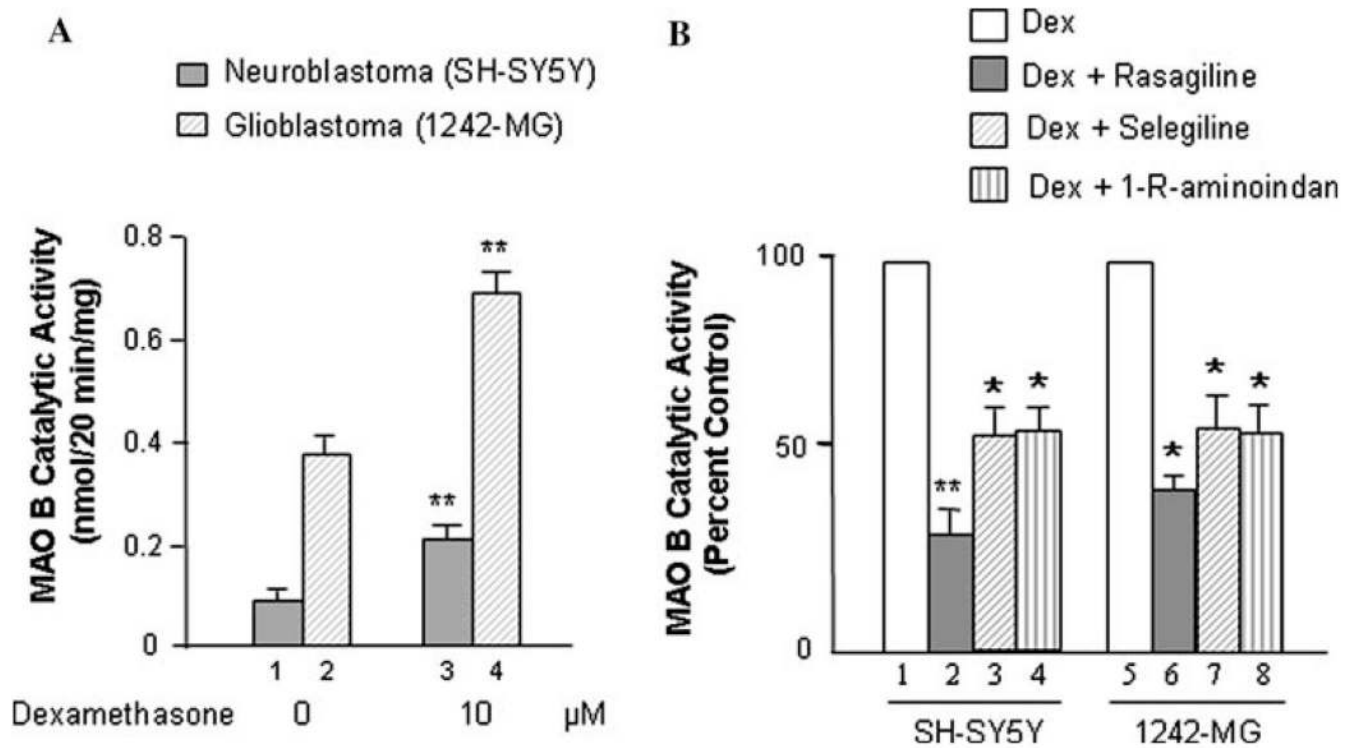 A
Neuroblastoma (SH-SY5Y)
Glioblastoma (1242-MG)
MAO B Catalytic Activity
(nmol/20 min/mg)
0.8
0.6
0.4
0.2
0
**
**
1 2 3 4
Dexamethasone 0 10 µM
B
Dex
Dex + Rasagiline
Dex + Selegiline
Dex + 1-R-aminoindan
MAO B Catalytic Activity
(Percent Control)
100
50
0
**
*
*
*
*
*
1 2 3 4 5 6 7 8
SH-SY5Y 1242-MG